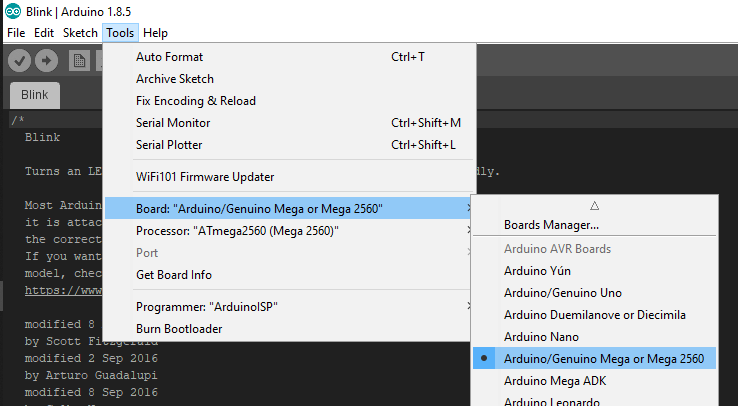 Blink | Arduino 1.8.5
File Edit Sketch Tools Help
Auto Format Ctrl+T
Archive Sketch
Fix Encoding & Reload
Serial Monitor Ctrl+Shift+M
Serial Plotter Ctrl+Shift+L
WiFi101 Firmware Updater
Board: "Arduino/Genuino Mega or Mega 2560"
Processor: "ATmega2560 (Mega 2560)"
Port
Get Board Info
Programmer: "ArduinoISP"
Burn Bootloader
Boards Manager...
Arduino AVR Boards
Arduino Yún
Arduino/Genuino Uno
Arduino Duemilanove or Diecimila
Arduino Nano
Arduino/Genuino Mega or Mega 2560
Arduino Mega ADK
Arduino Leonardo
Blink
/*
Blink
Turns an LE dly.
Most Arduin
it is attac
the correct
If you want
model, chec
https://www
modified 8
by Scott Fitzgerald
modified 2 Sep 2016
by Arturo Guadalupi
modified 8 Sep 2016